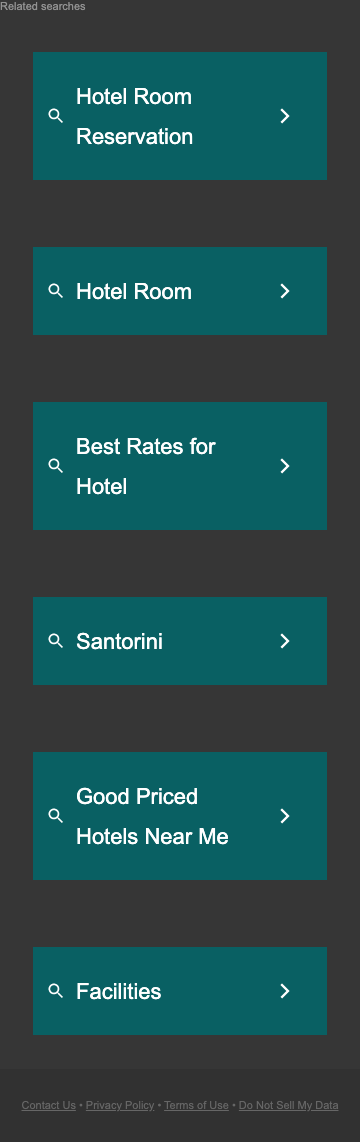 Related searches
Hotel Room
Reservation
Hotel Room
Best Rates for
Hotel
Santorini
Good Priced
Hotels Near Me
Facilities
Contact Us • Privacy Policy • Terms of Use • Do Not Sell My Data